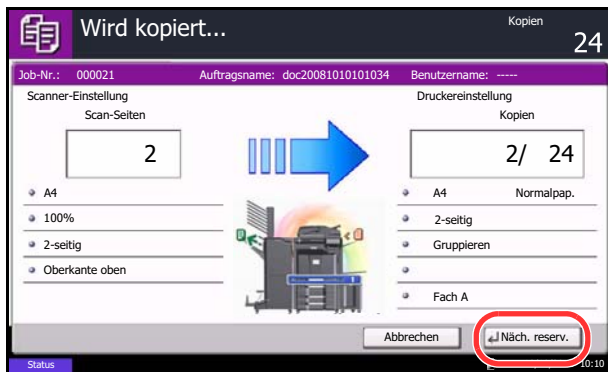 Wird kopiert...
Kopien
24
Job-Nr.: 000021 Auftragsname: doc20081010101034 Benutzername: -----
Scanner-Einstellung
Scan-Seiten
2
A4
100%
2-seitig
Oberkante oben
Druckereinstellung
Kopien
2/ 24
A4 Normalpap.
2-seitig
Gruppieren
Fach A
Abbrechen
Näch. reserv.
Status
10:10